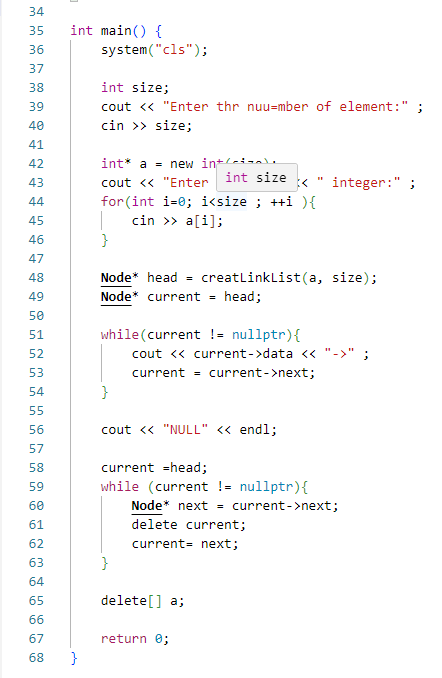 34
35 int main() {
36 system("cls");
37
38 int size;
39 cout << "Enter thr nuu=mber of element:" ;
40 cin >> size;
41
42 int* a = new int(size);
43 cout << "Enter << " integer:" ;
int size
44 for(int i=0; i<size ; ++i ){
45 cin >> a[i];
46 }
47
48 Node* head = creatLinkList(a, size);
49 Node* current = head;
50
51 while(current != nullptr){
52 cout << current->data << "->" ;
53 current = current->next;
54 }
55
56 cout << "NULL" << endl;
57
58 current =head;
59 while (current != nullptr){
60 Node* next = current->next;
61 delete current;
62 current= next;
63 }
64
65 delete[] a;
66
67 return 0;
68 }